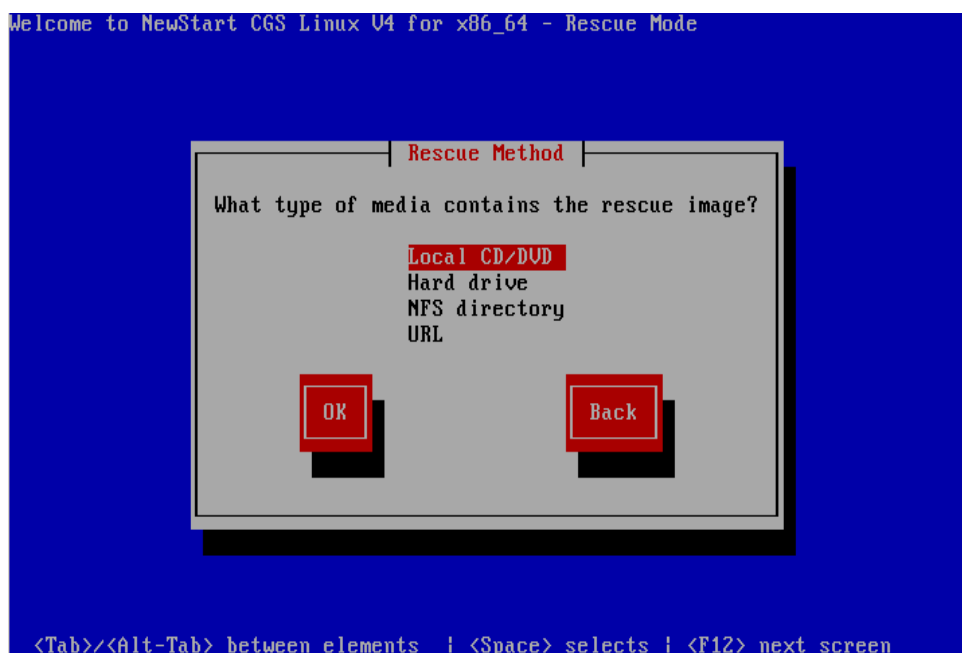 Welcome to NewStart CGS Linux V4 for x86_64 - Rescue Mode
Rescue Method
What type of media contains the rescue image?
Local CD/DVD
Hard drive
NFS directory
URL
OK Back
<Tab>/<Alt-Tab> between elements | <Space> selects | <F12> next screen